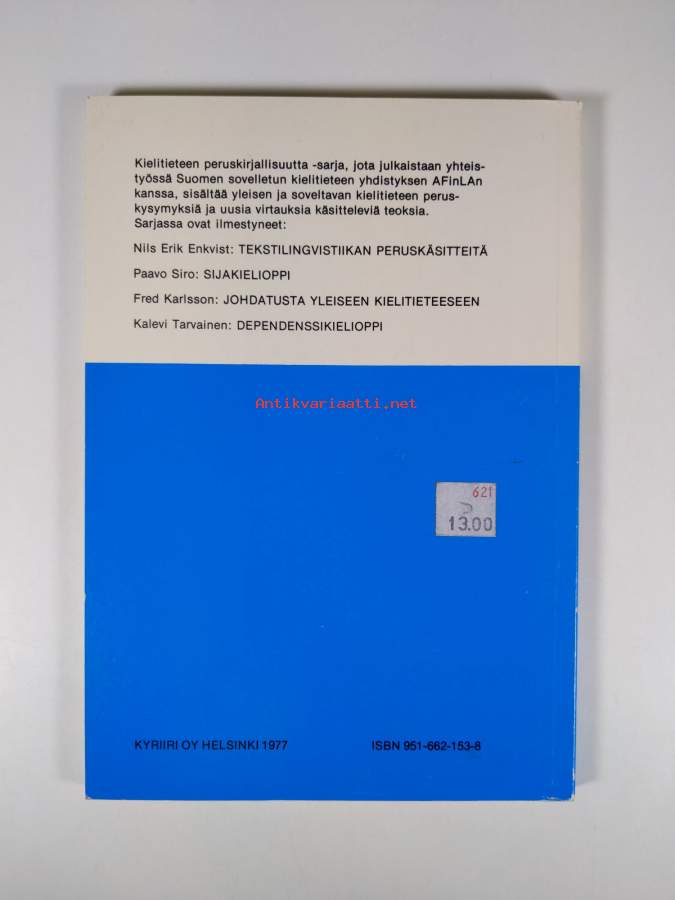 Kielitieteen peruskirjallisuutta -sarja, jota julkaistaan yhteis-
työssä Suomen sovelletun kielitieteen yhdistyksen AFinLAn
kanssa, sisältää yleisen ja soveltavan kielitieteen perus-
kysymyksiä ja uusia virtauksia käsitteleviä teoksia.
Sarjassa ovat ilmestyneet:
Nils Erik Enkvist: TEKSTILINGVISTIIKAN PERUSKÄSITTEITÄ
Paavo Siro: SIJAKIELIOPPI
Fred Karlsson: JOHDATUSTA YLEISEEN KIELITIETEESEEN
Kalevi Tarvainen: DEPENDENSSIKIELIOPPI
Antikvariaatti.net
621
13.00
KYRIIRI OY HELSINKI 1977
ISBN 951-662-153-8